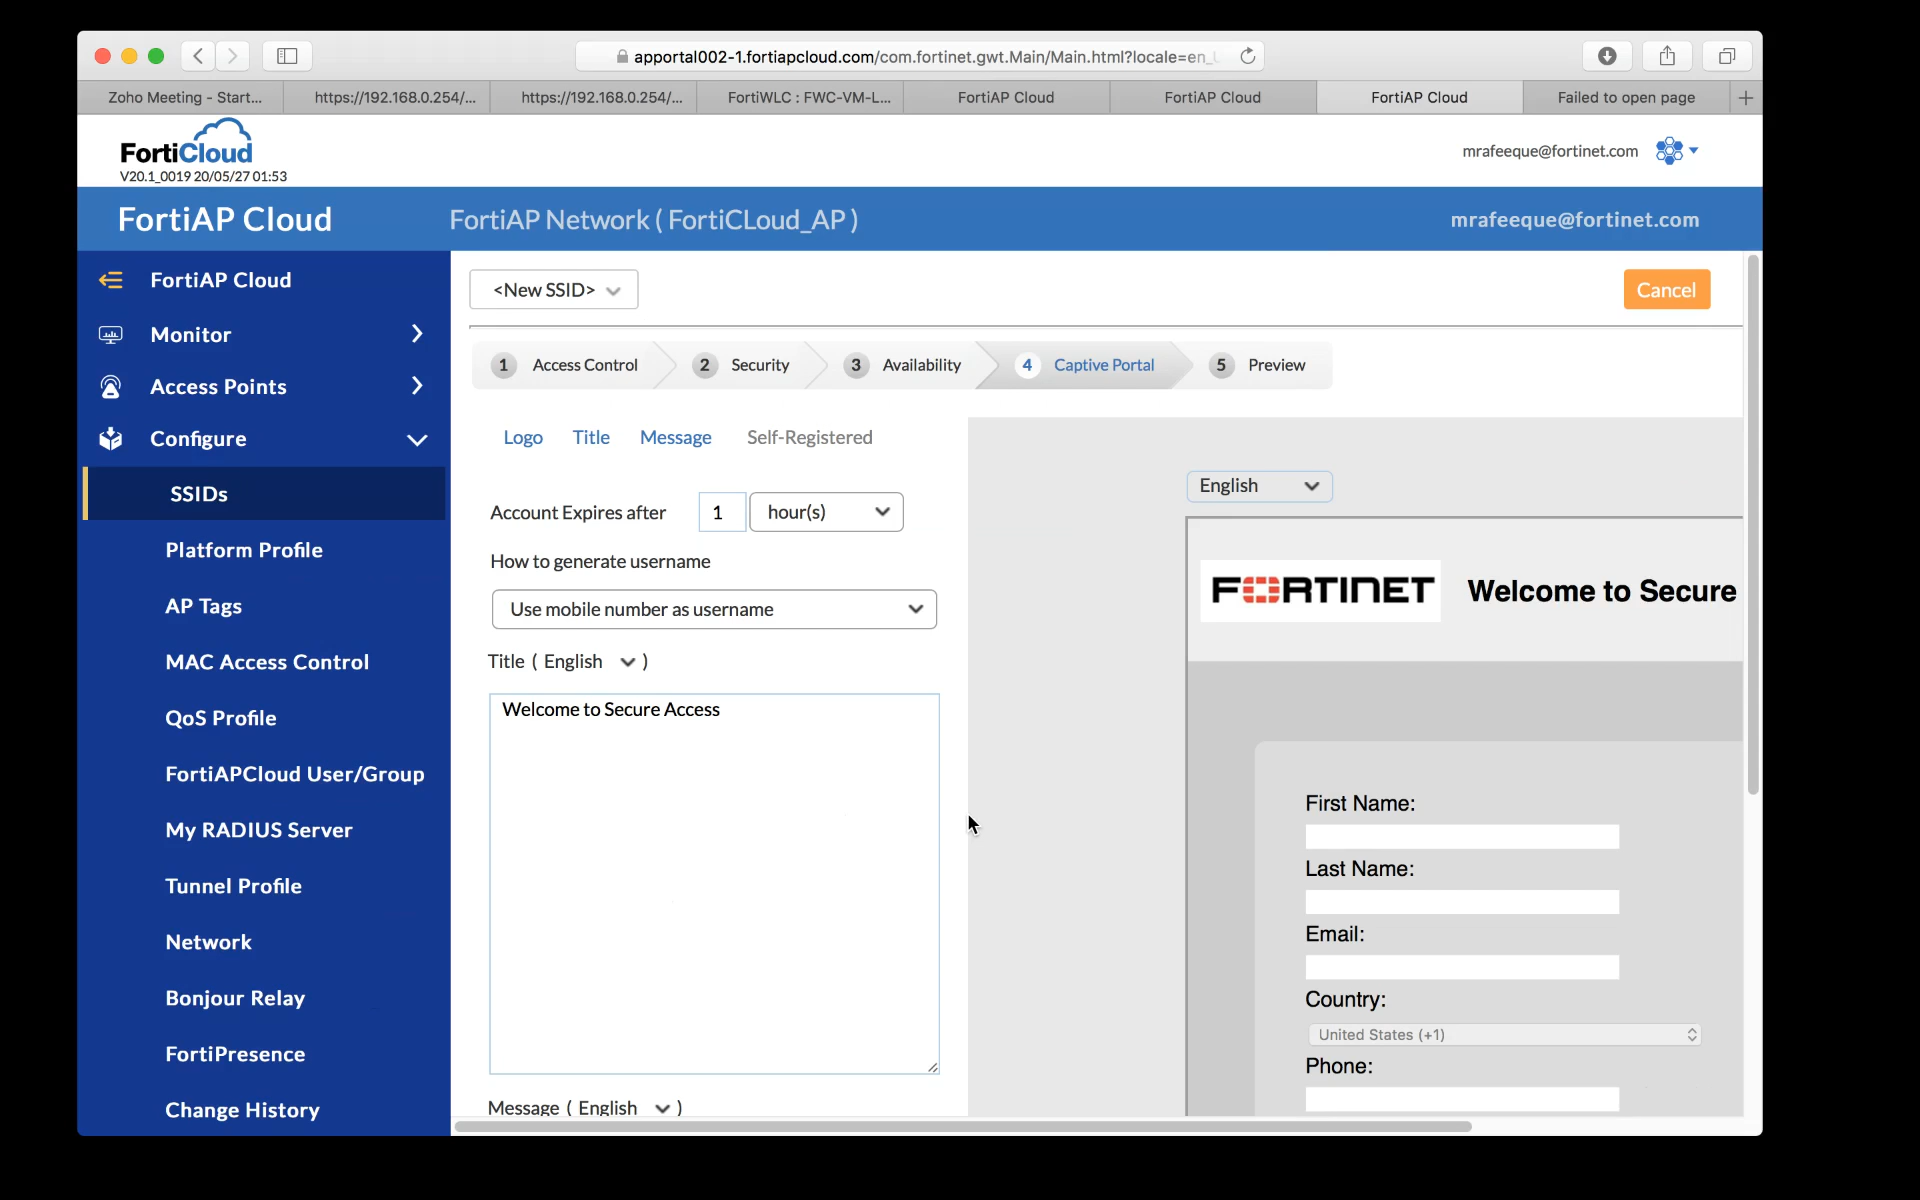 apportal002-1.fortiapcloud.com/com.fortinet.gwt.Main/Main.html?locale=en_
Zoho Meeting - Start...
https://192.168.0.254/...
https://192.168.0.254/...
FortiWLC : FWC-VM-L...
FortiAP Cloud
FortiAP Cloud
FortiAP Cloud
Failed to open page
FortiCloud
V20.1_0019 20/05/27 01:53
mrafeeque@fortinet.com
FortiAP Cloud
FortiAP Network ( FortiCLoud_AP )
mrafeeque@fortinet.com
FortiAP Cloud
Monitor
Access Points
Configure
SSIDs
Platform Profile
AP Tags
MAC Access Control
QoS Profile
FortiAPCloud User/Group
My RADIUS Server
Tunnel Profile
Network
Bonjour Relay
FortiPresence
Change History
<New SSID>
Cancel
1 Access Control
2 Security
3 Availability
4 Captive Portal
5 Preview
Logo
Title
Message
Self-Registered
Account Expires after 1 hour(s)
How to generate username
Use mobile number as username
Title ( English )
Welcome to Secure Access
Message ( English )
English
FORTINET
Welcome to Secure
First Name:
Last Name:
Email:
Country:
United States (+1)
Phone: